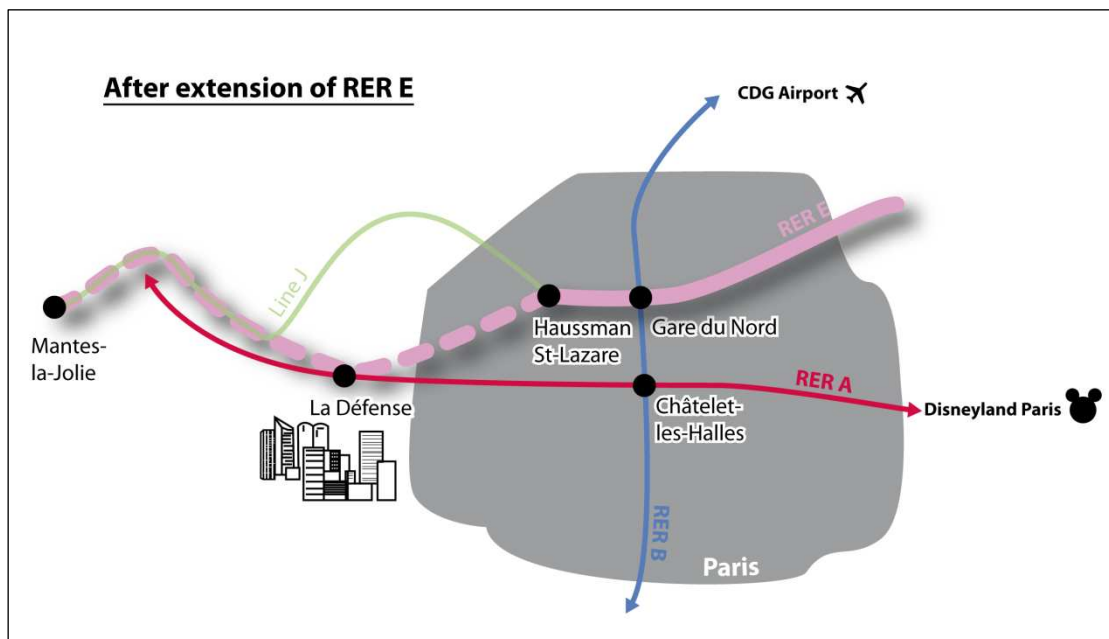 After extension of RER E
CDG Airport
RER E
Line J
Mantes-
la-Jolie
Haussman
St-Lazare
Gare du Nord
La Défense
RER A
Châtelet-
les-Halles
Disneyland Paris
RER B
Paris